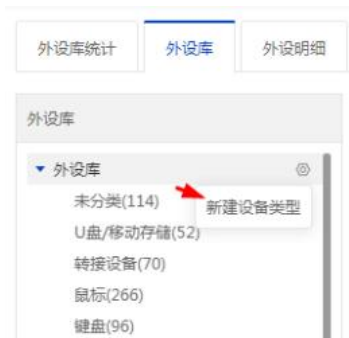 外设库统计 外设库 外设明细
外设库
外设库
未分类(114) 新建设备类型
U盘/移动存储(52)
转接设备(70)
鼠标(266)
键盘(96)